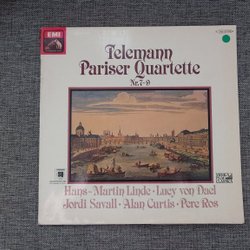 Telemann
Pariser Quartette
Nr. 7-9
Hans-Martin Linde · Lucy van Dael
Jordi Savall · Alan Curtis · Pere Ros